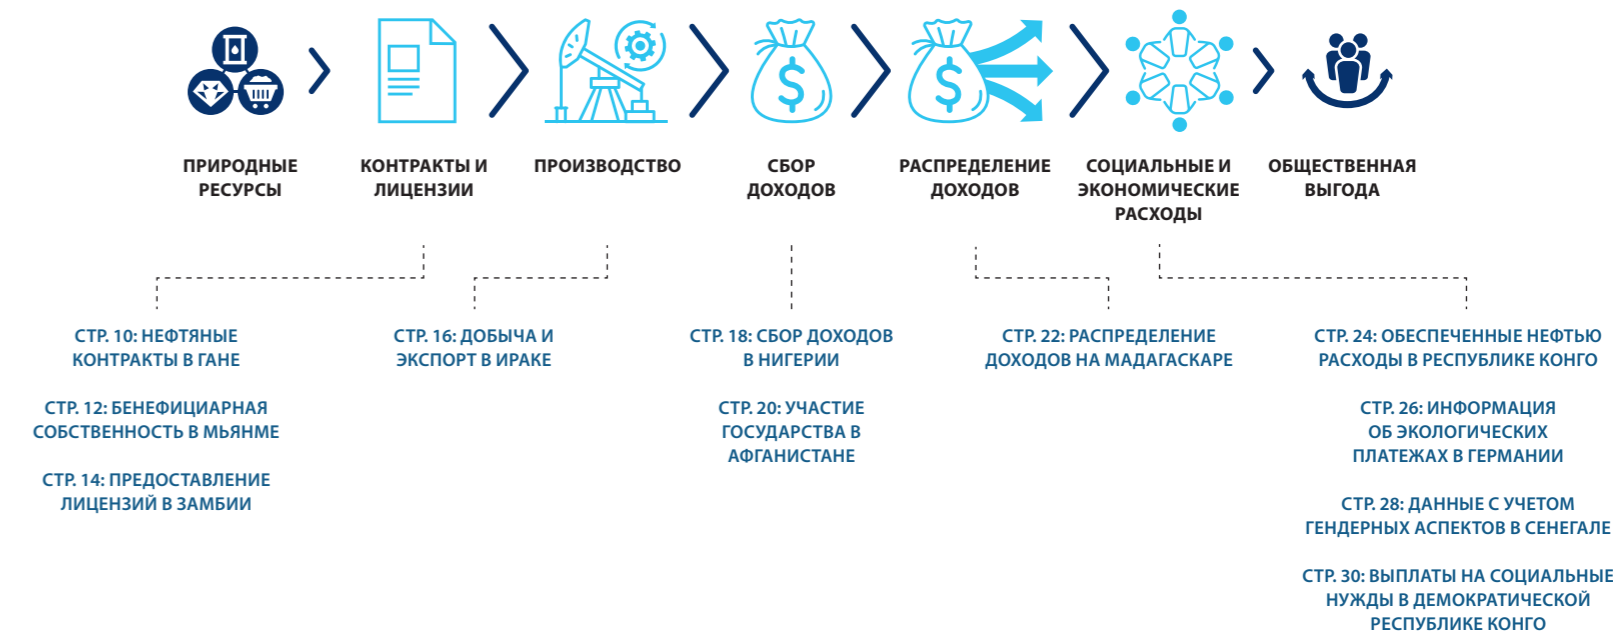 ПРИРОДНЫЕ
РЕСУРСЫ
КОНТРАКТЫ И
ЛИЦЕНЗИИ
ПРОИЗВОДСТВО
СБОР
ДОХОДОВ
РАСПРЕДЕЛЕНИЕ
ДОХОДОВ
СОЦИАЛЬНЫЕ И
ЭКОНОМИЧЕСКИЕ
РАСХОДЫ
ОБЩЕСТВЕННАЯ
ВЫГОДА
СТР. 10: НЕФТЯНЫЕ
КОНТРАКТЫ В ГАНЕ
СТР. 12: БЕНЕФИЦИАРНАЯ
СОБСТВЕННОСТЬ В МЬЯНМЕ
СТР. 14: ПРЕДОСТАВЛЕНИЕ
ЛИЦЕНЗИЙ В ЗАМБИИ
СТР. 16: ДОБЫЧА И
ЭКСПОРТ В ИРАКЕ
СТР. 18: СБОР ДОХОДОВ
В НИГЕРИИ
СТР. 20: УЧАСТИЕ
ГОСУДАРСТВА В
АФГАНИСТАНЕ
СТР. 22: РАСПРЕДЕЛЕНИЕ
ДОХОДОВ НА МАДАГАСКАРЕ
СТР. 24: ОБЕСПЕЧЕННЫЕ НЕФТЬЮ
РАСХОДЫ В РЕСПУБЛИКЕ КОНГО
СТР. 26: ИНФОРМАЦИЯ
ОБ ЭКОЛОГИЧЕСКИХ
ПЛАТЕЖАХ В ГЕРМАНИИ
СТР. 28: ДАННЫЕ С УЧЕТОМ
ГЕНДЕРНЫХ АСПЕКТОВ В СЕНЕГАЛЕ
СТР. 30: ВЫПЛАТЫ НА СОЦИАЛЬНЫЕ
НУЖДЫ В ДЕМОКРАТИЧЕСКОЙ
РЕСПУБЛИКЕ КОНГО